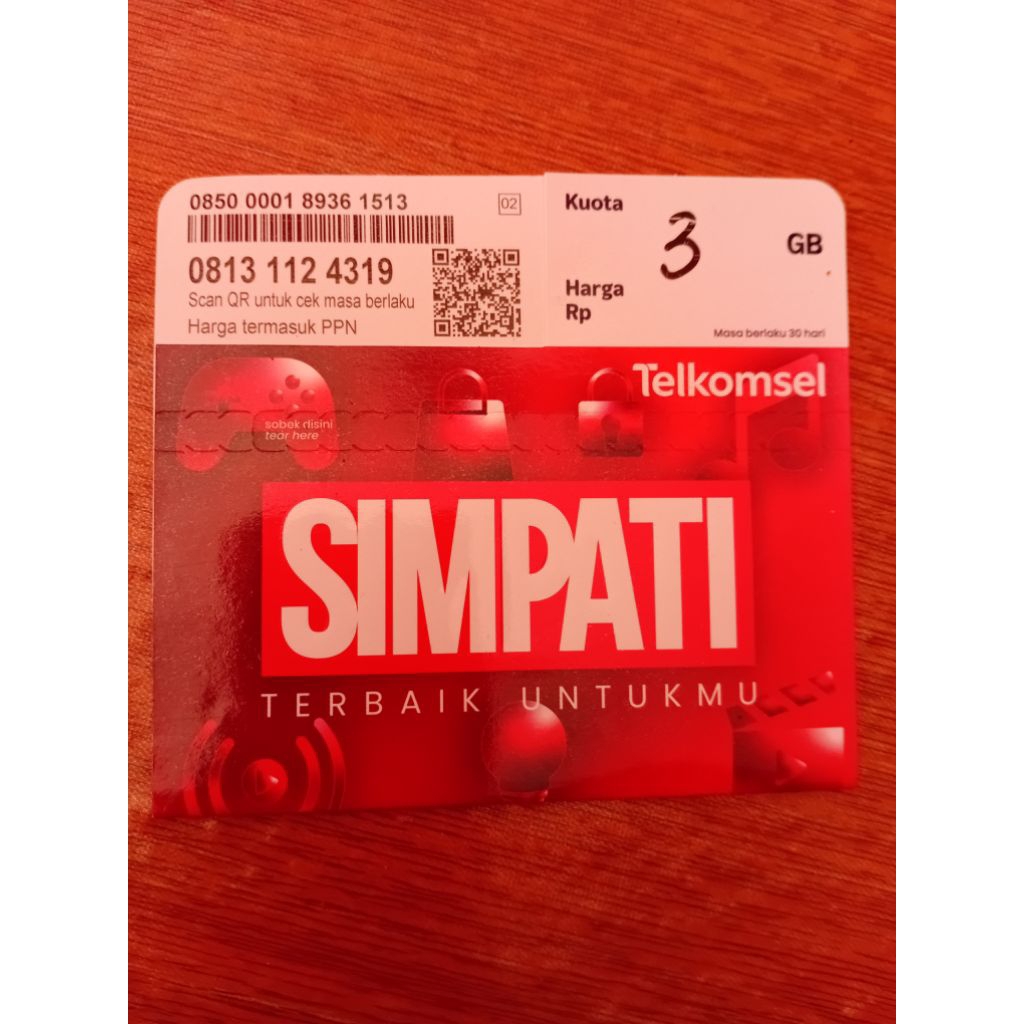 0850 0001 8936 1513
02
0813 112 4319
Scan QR untuk cek masa berlaku
Harga termasuk PPN
Kuota
3 GB
Harga
Rp
Masa berlaku 30 hari
Telkomsel
sobek disini
tear here
SIMPATI
TERBAIK UNTUKMU